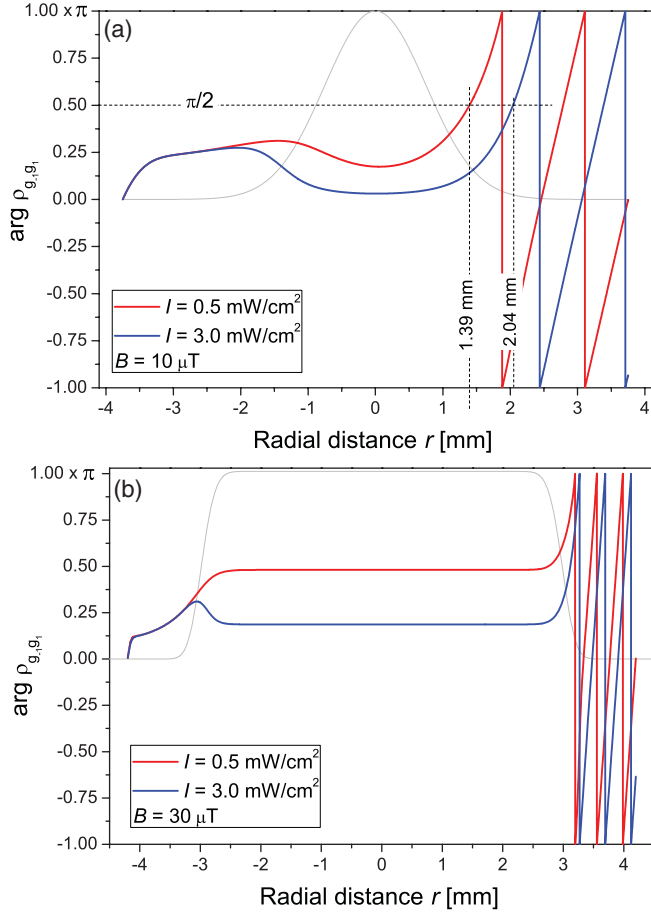 (a)
1.00 x π
0.75
π/2
0.50
0.25
0.00
-0.25
-0.50
-0.75
-1.00
arg ρg-1g1
I = 0.5 mW/cm²
I = 3.0 mW/cm²
B = 10 μT
1.39 mm
2.04 mm
-4 -3 -2 -1 0 1 2 3 4
Radial distance r [mm]
(b)
1.00 x π
0.75
0.50
0.25
0.00
-0.25
-0.50
-0.75
-1.00
arg ρg-1g1
I = 0.5 mW/cm²
I = 3.0 mW/cm²
B = 30 μT
-4 -3 -2 -1 0 1 2 3 4
Radial distance r [mm]